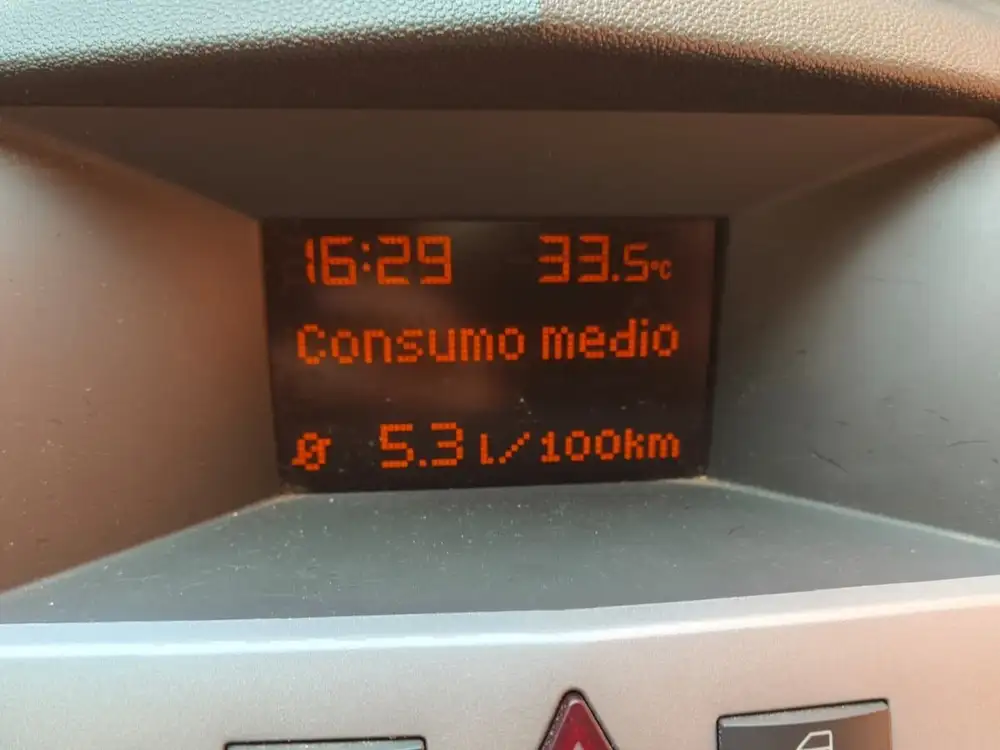 16:29 33.5°C
Consumo medio
5.3 l/100km